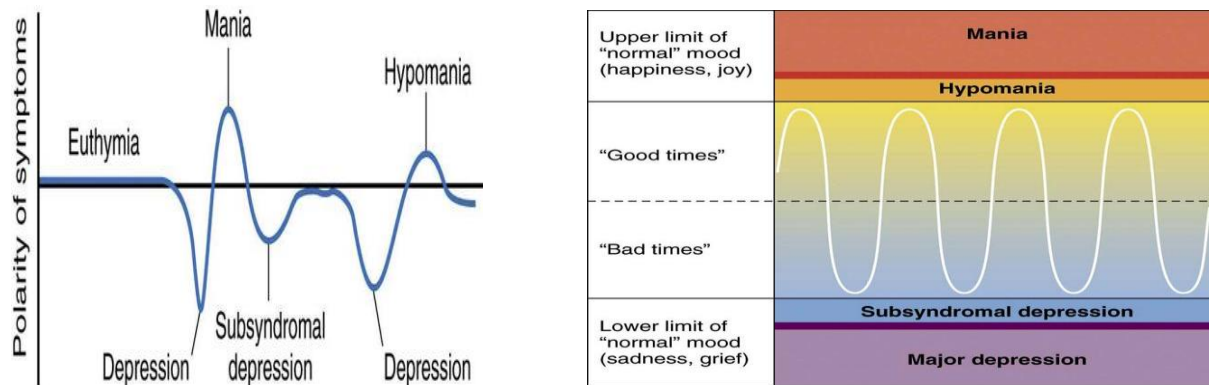 Polarity of symptoms
Mania
Hypomania
Euthymia
Subsyndromal
depression
Depression
Depression
Upper limit of
“normal” mood
(happiness, joy)
“Good times”
“Bad times”
Lower limit of
“normal” mood
(sadness, grief)
Mania
Hypomania
Subsyndromal depression
Major depression